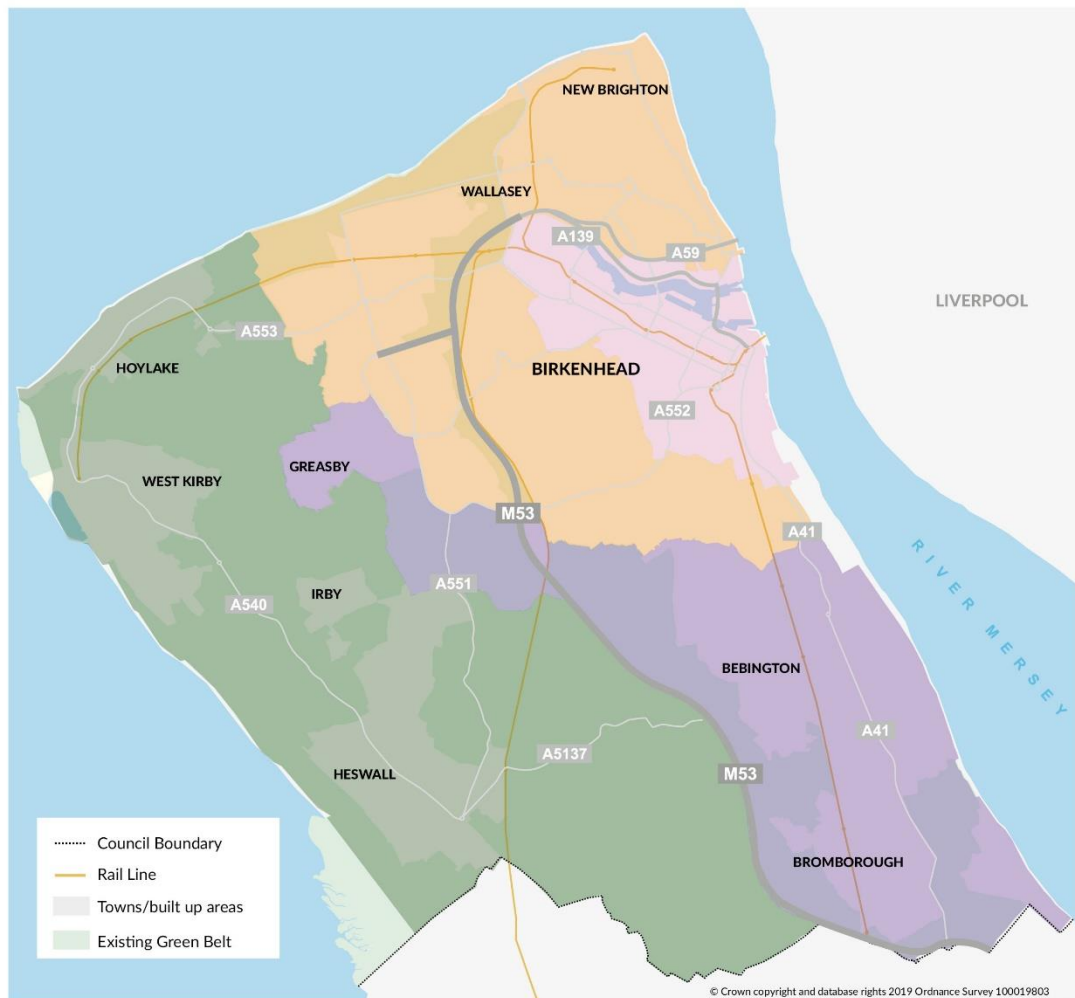 NEW BRIGHTON
WALLASEY
A139
A59
LIVERPOOL
A553
HOYLAKE
BIRKENHEAD
A552
GREASBY
WEST KIRBY
M53
A41
A551
IRBY
A540
RIVER MERSEY
BEBINGTON
A41
A5137
HESWALL
M53
BROMBOROUGH
Council Boundary
Rail Line
Towns/built up areas
Existing Green Belt
© Crown copyright and database rights 2019 Ordnance Survey 100019803